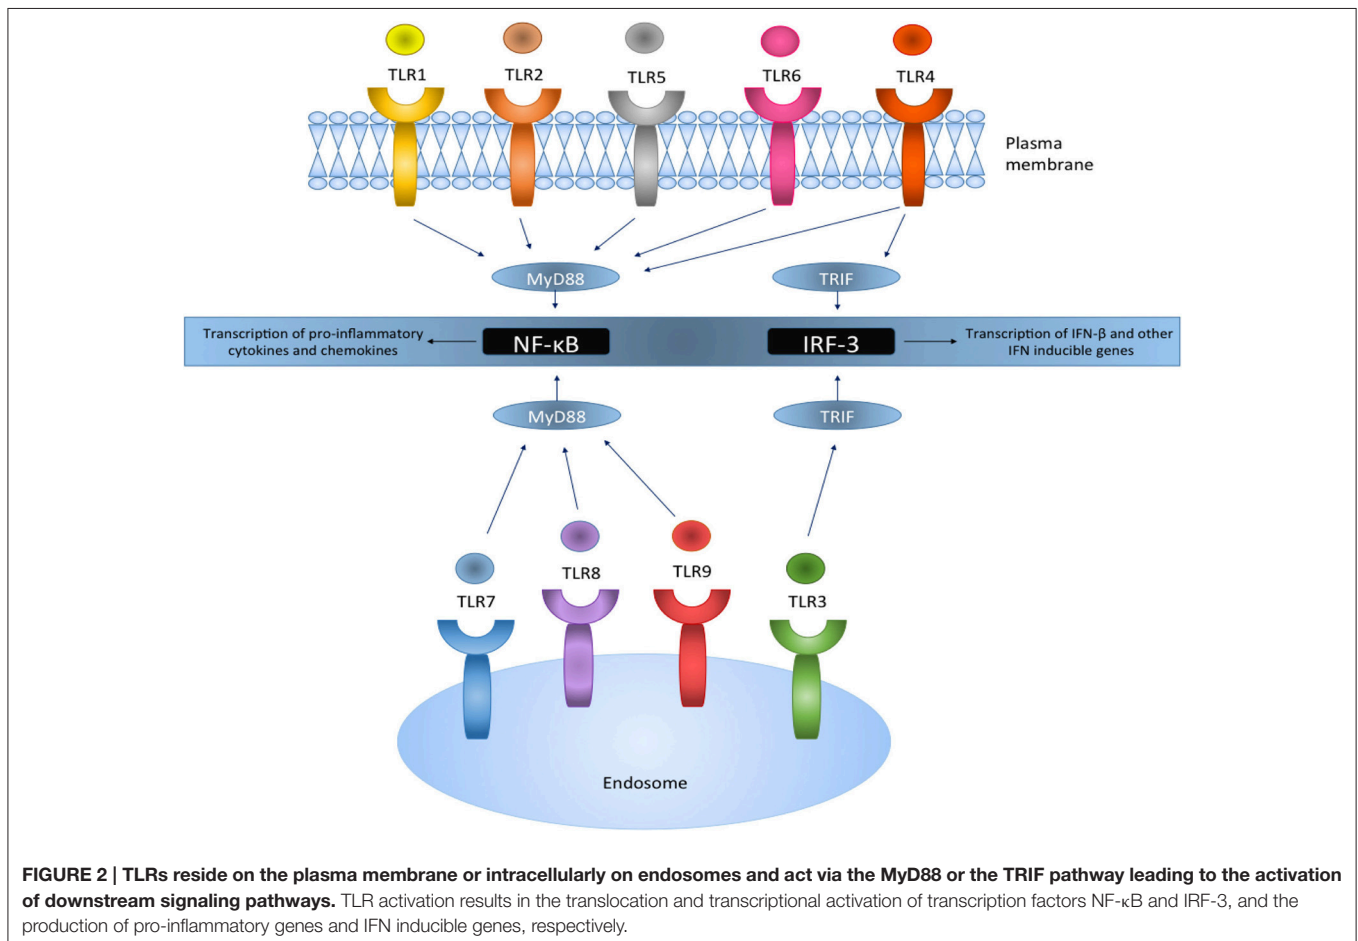 TLR1
TLR2
TLR5
TLR6
TLR4
Plasma
membrane
MyD88
TRIF
Transcription of pro-inflammatory
cytokines and chemokines
NF-κB
IRF-3
Transcription of IFN-β and other
IFN inducible genes
MyD88
TRIF
TLR7
TLR8
TLR9
TLR3
Endosome
FIGURE 2 | TLRs reside on the plasma membrane or intracellularly on endosomes and act via the MyD88 or the TRIF pathway leading to the activation
of downstream signaling pathways. TLR activation results in the translocation and transcriptional activation of transcription factors NF-κB and IRF-3, and the
production of pro-inflammatory genes and IFN inducible genes, respectively.